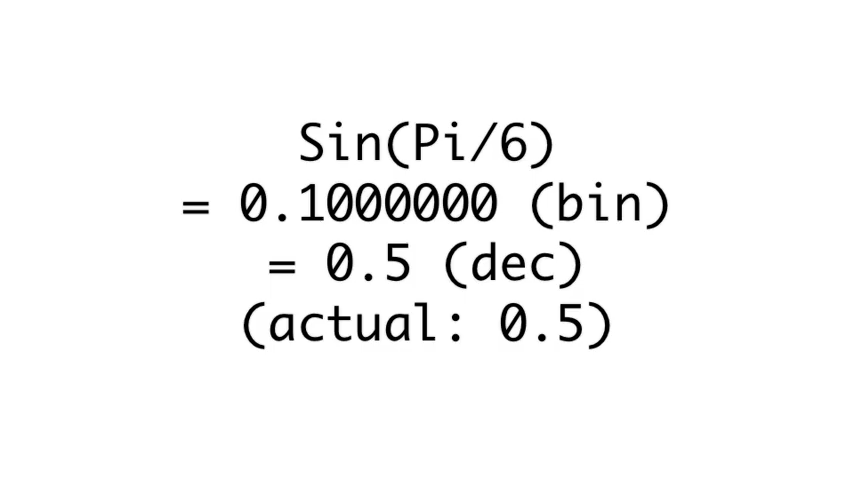 Sin(Pi/6)
= 0.1000000 (bin)
= 0.5 (dec)
(actual: 0.5)